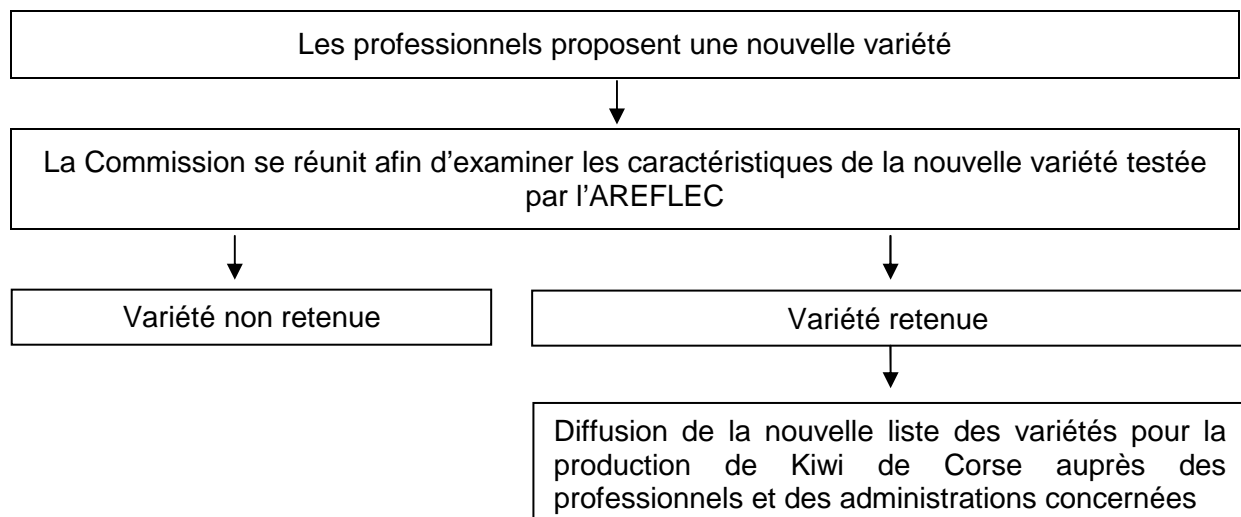 Les professionnels proposent une nouvelle variété
La Commission se réunit afin d'examiner les caractéristiques de la nouvelle variété testée
par l'AREFLEC
Variété non retenue
Variété retenue
Diffusion de la nouvelle liste des variétés pour la
production de Kiwi de Corse auprès des
professionnels et des administrations concernées